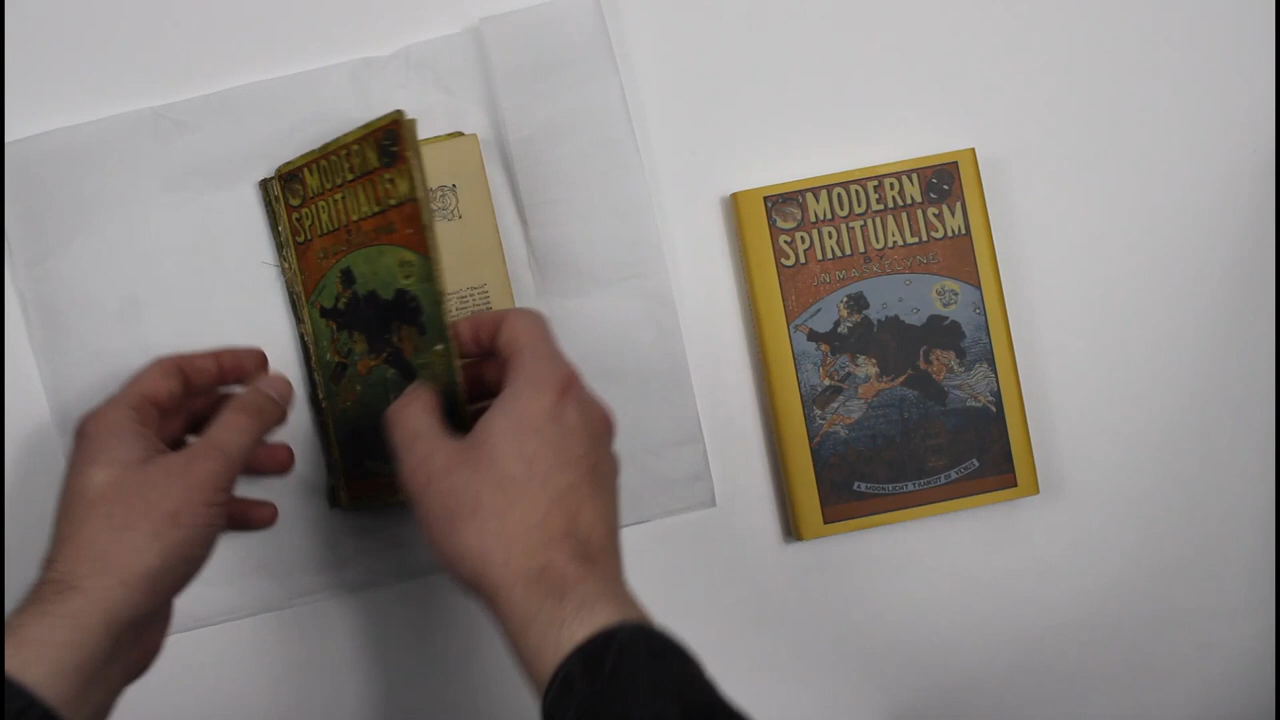 MODERN
SPIRITUALISM
MODERN
SPIRITUALISM
BY
J.N. MASKELYNE
A MOONLIGHT TRANSIT OF VENUS